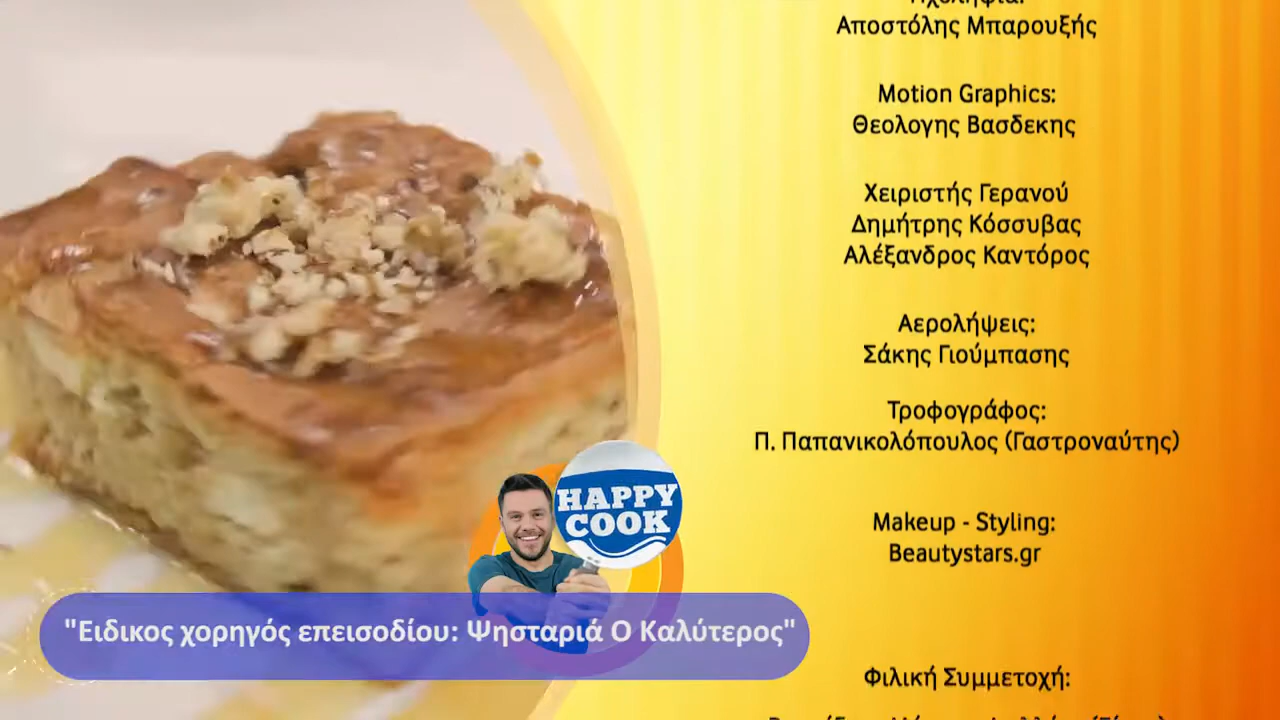 Αποστόλης Μπαρουξής
Motion Graphics:
Θεολογης Βασδεκης
Χειριστής Γερανού
Δημήτρης Κόσσυβας
Αλέξανδρος Καντόρος
Αερολήψεις:
Σάκης Γιούμπασης
Τροφογράφος:
Π. Παπανικολόπουλος (Γαστροναύτης)
Makeup - Styling:
Beautystars.gr
HAPPY
COOK
"Ειδικος χορηγός επεισοδίου: Ψησταριά Ο Καλύτερος"
Φιλική Συμμετοχή: